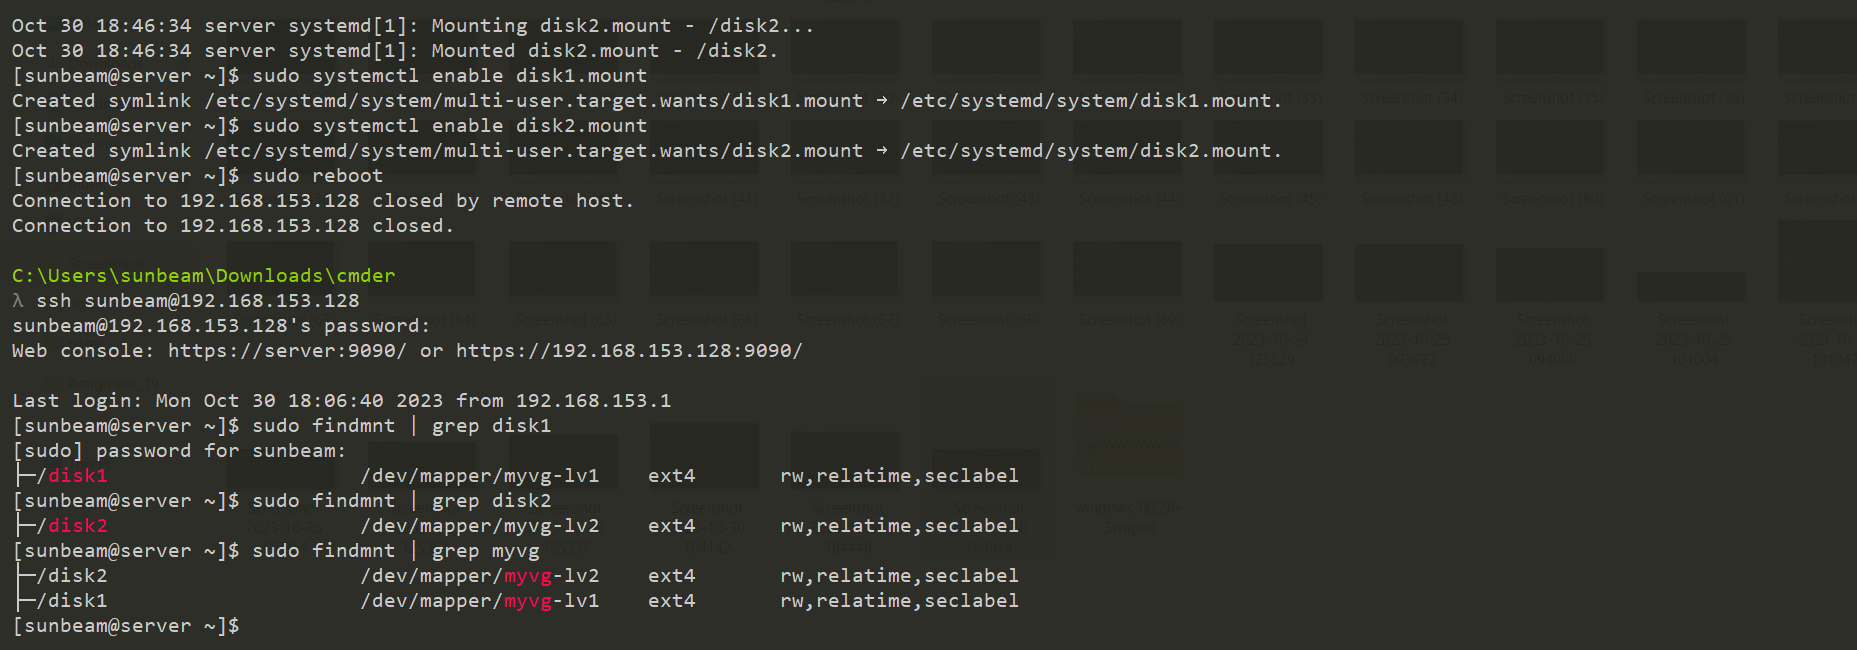 Oct 30 18:46:34 server systemd[1]: Mounting disk2.mount - /disk2...
Oct 30 18:46:34 server systemd[1]: Mounted disk2.mount - /disk2.
[sunbeam@server ~]$ sudo systemctl enable disk1.mount
Created symlink /etc/systemd/system/multi-user.target.wants/disk1.mount → /etc/systemd/system/disk1.mount.
[sunbeam@server ~]$ sudo systemctl enable disk2.mount
Created symlink /etc/systemd/system/multi-user.target.wants/disk2.mount → /etc/systemd/system/disk2.mount.
[sunbeam@server ~]$ sudo reboot
Connection to 192.168.153.128 closed by remote host.
Connection to 192.168.153.128 closed.
C:\Users\sunbeam\Downloads\cmder
λ ssh sunbeam@192.168.153.128
sunbeam@192.168.153.128's password:
Web console: https://server:9090/ or https://192.168.153.128:9090/
Last login: Mon Oct 30 18:06:40 2023 from 192.168.153.1
[sunbeam@server ~]$ sudo findmnt | grep disk1
[sudo] password for sunbeam:
├─/disk1 /dev/mapper/myvg-lv1 ext4 rw,relatime,seclabel
[sunbeam@server ~]$ sudo findmnt | grep disk2
├─/disk2 /dev/mapper/myvg-lv2 ext4 rw,relatime,seclabel
[sunbeam@server ~]$ sudo findmnt | grep myvg
├─/disk2 /dev/mapper/myvg-lv2 ext4 rw,relatime,seclabel
├─/disk1 /dev/mapper/myvg-lv1 ext4 rw,relatime,seclabel
[sunbeam@server ~]$